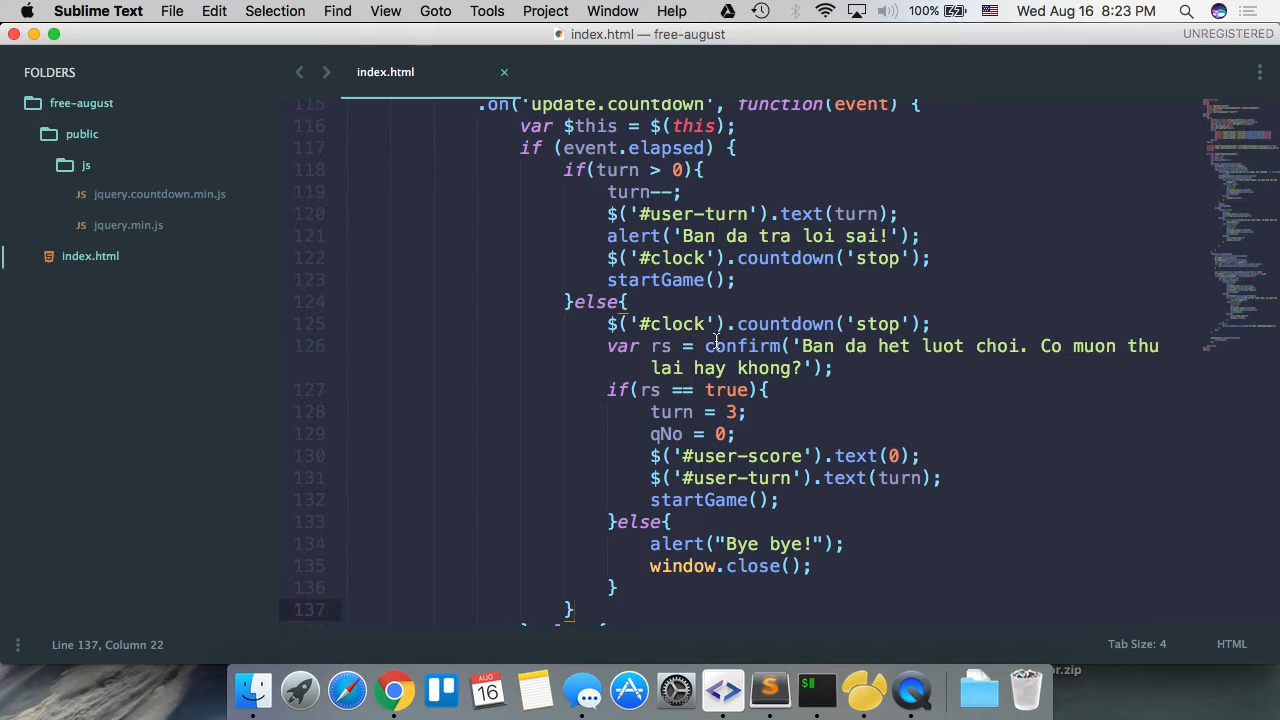 Sublime Text File Edit Selection Find View Goto Tools Project Window Help 100% Wed Aug 16 8:23 PM
index.html — free-august UNREGISTERED
FOLDERS
free-august
public
js
JS jquery.countdown.min.js
JS jquery.min.js
index.html
index.html
115 .on('update.countdown', function(event) {
116 var $this = $(this);
117 if (event.elapsed) {
118 if(turn > 0){
119 turn--;
120 $('#user-turn').text(turn);
121 alert('Ban da tra loi sai!');
122 $('#clock').countdown('stop');
123 startGame();
124 }else{
125 $('#clock').countdown('stop');
126 var rs = confirm('Ban da het luot choi. Co muon thu
lai hay khong?');
127 if(rs == true){
128 turn = 3;
129 qNo = 0;
130 $('#user-score').text(0);
131 $('#user-turn').text(turn);
132 startGame();
133 }else{
134 alert("Bye bye!");
135 window.close();
136 }
137 }
Line 137, Column 22 Tab Size: 4 HTML
or.zip
AUG
16